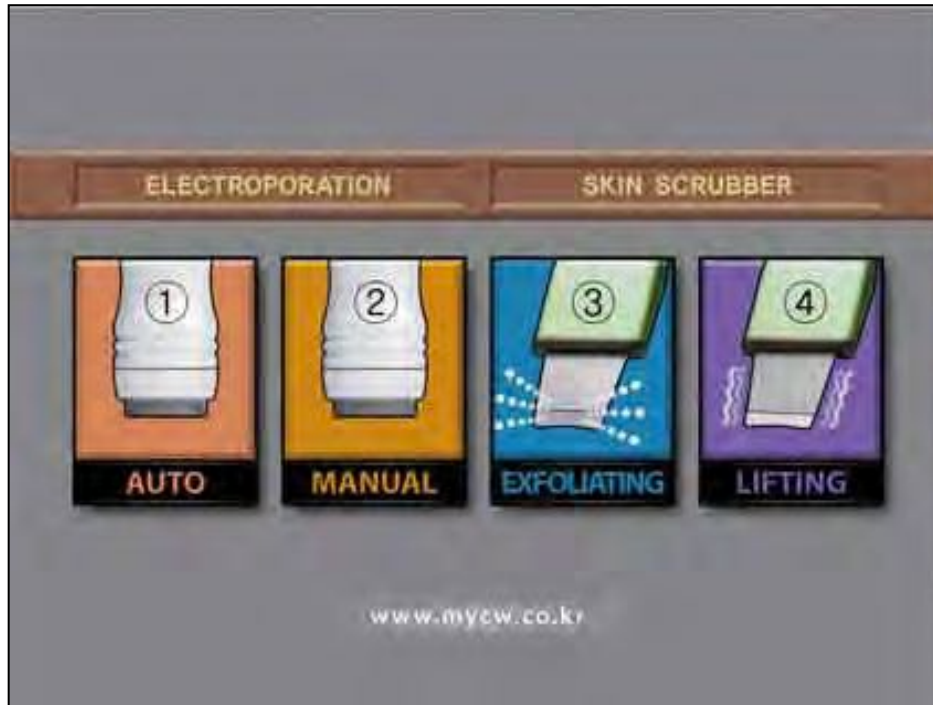 ELECTROPORATION SKIN SCRUBBER
① ② ③ ④
AUTO MANUAL EXFOLIATING LIFTING
www.mycw.co.kr